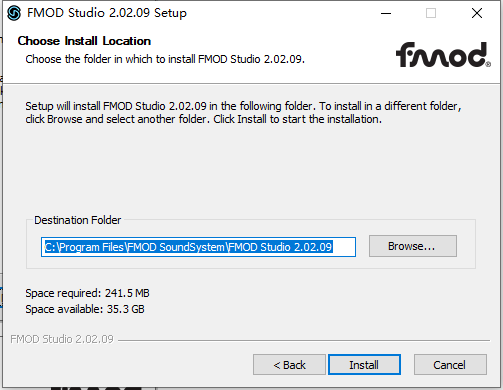 FMOD Studio 2.02.09 Setup
Choose Install Location
Choose the folder in which to install FMOD Studio 2.02.09.
fmod®
Setup will install FMOD Studio 2.02.09 in the following folder. To install in a different folder,
click Browse and select another folder. Click Install to start the installation.
Destination Folder
C:\Program Files\FMOD SoundSystem\FMOD Studio 2.02.09
Browse...
Space required: 241.5 MB
Space available: 35.3 GB
FMOD Studio 2.02.09
< Back
Install
Cancel